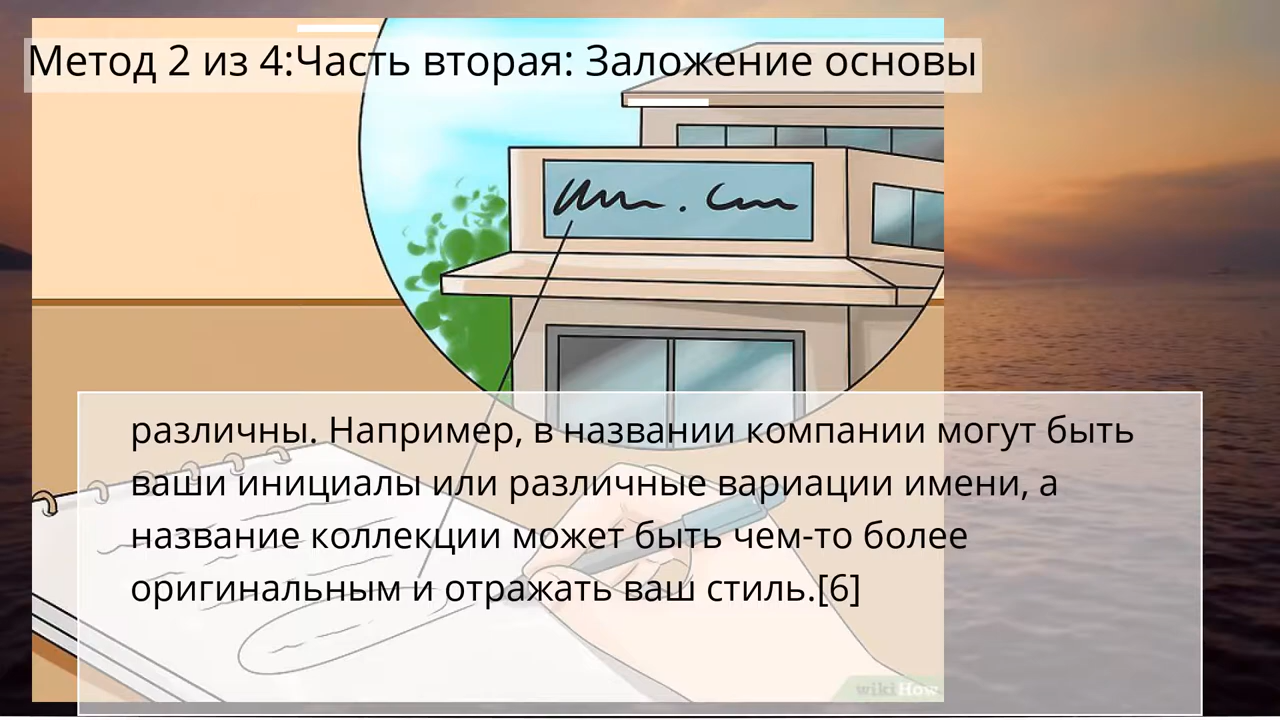 Метод 2 из 4:Часть вторая: Заложение основы
различны. Например, в названии компании могут быть
ваши инициалы или различные вариации имени, а
название коллекции может быть чем-то более
оригинальным и отражать ваш стиль.[6]
wikiHow